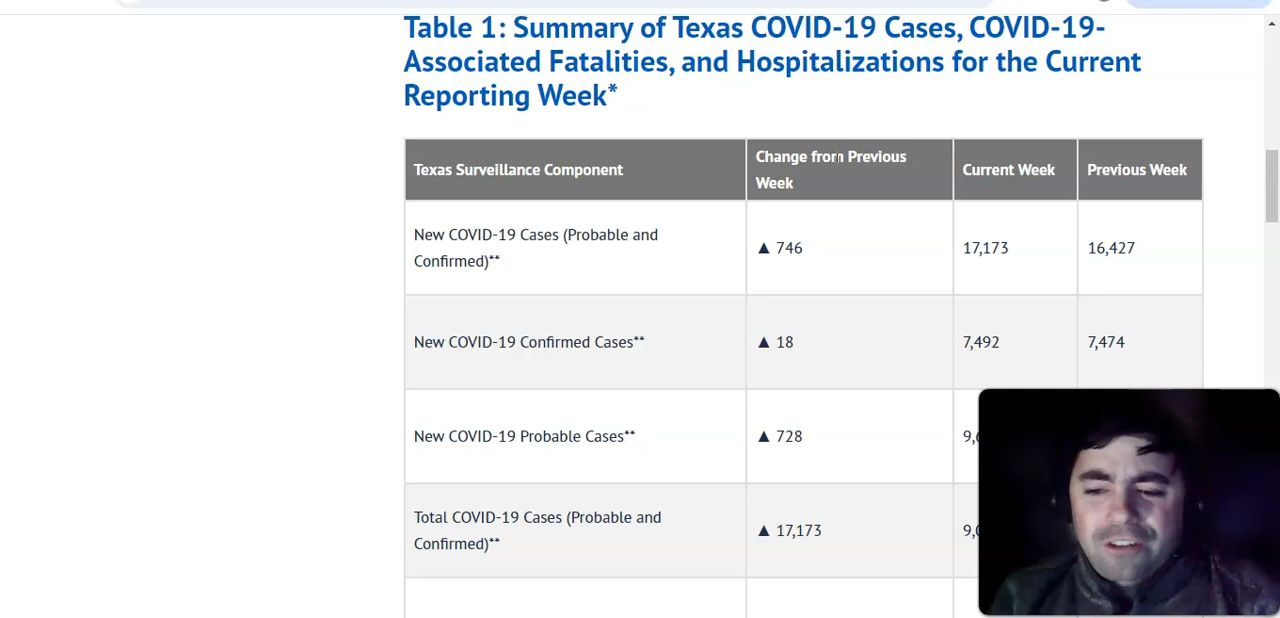 Table 1: Summary of Texas COVID-19 Cases, COVID-19-
Associated Fatalities, and Hospitalizations for the Current
Reporting Week*
Texas Surveillance Component
Change from Previous
Week
Current Week
Previous Week
New COVID-19 Cases (Probable and
Confirmed)**
▲ 746
17,173
16,427
New COVID-19 Confirmed Cases**
▲ 18
7,492
7,474
New COVID-19 Probable Cases**
▲ 728
Total COVID-19 Cases (Probable and
Confirmed)**
▲ 17,173